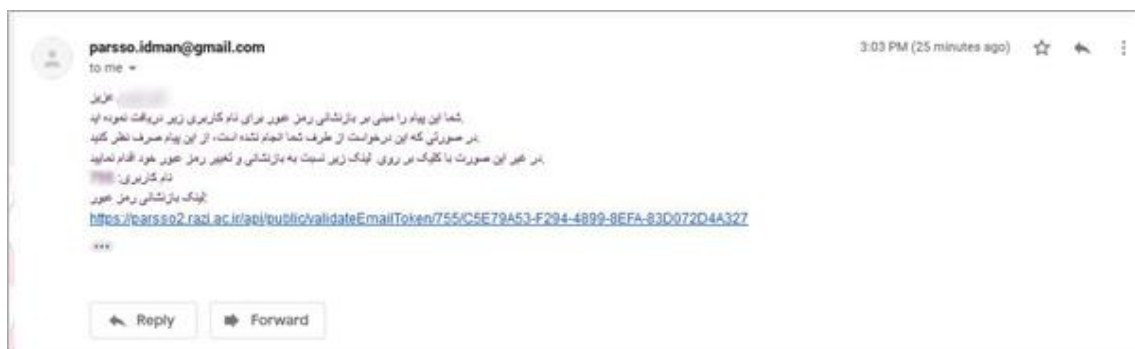 parsso.idman@gmail.com
3:03 PM (25 minutes ago)
to me
عزیز
.شما این پیام را مبنی بر بازنشانی رمز عبور برای نام کاربری زیر دریافت نموده اید
.در صورتی که این درخواست از طرف شما انجام نشده است، از این پیام صرف نظر کنید
.در غیر این صورت با کلیک بر روی لینک زیر نسبت به بازنشانی و تغییر رمز عبور خود اقدام نمایید
نام کاربری:
:لینک بازنشانی رمز عبور
https://parsso2.razi.ac.ir/api/public/validateEmailToken/755/C5E79A53-F294-4899-8EFA-83D072D4A327
Reply
Forward